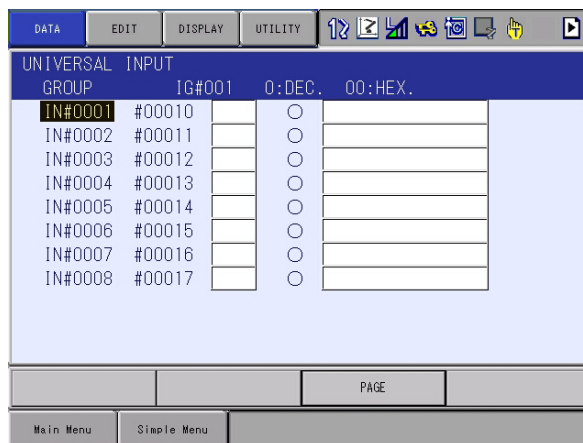 DATA EDIT DISPLAY UTILITY
UNIVERSAL INPUT
GROUP IG#001 0:DEC. 00:HEX.
IN#0001 #00010
IN#0002 #00011
IN#0003 #00012
IN#0004 #00013
IN#0005 #00014
IN#0006 #00015
IN#0007 #00016
IN#0008 #00017
PAGE
Main Menu Simple Menu